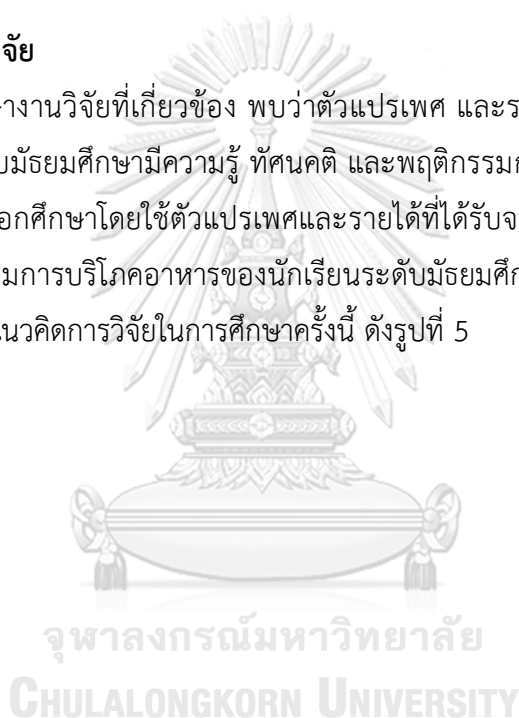 จัย
างานวิจัยที่เกี่ยวข้อง พบว่าตัวแปรเพศ และร
บมัธยมศึกษามีความรู้ ทัศนคติ และพฤติกรรมก
อกศึกษาโดยใช้ตัวแปรเพศและรายได้ที่ได้รับจ
มการบริโภคอาหารของนักเรียนระดับมัธยมศึก
นวคิดการวิจัยในการศึกษาครั้งนี้ ดังรูปที่ 5
จุฬาลงกรณ์มหาวิทยาลัย
CHULALONGKORN UNIVERSITY